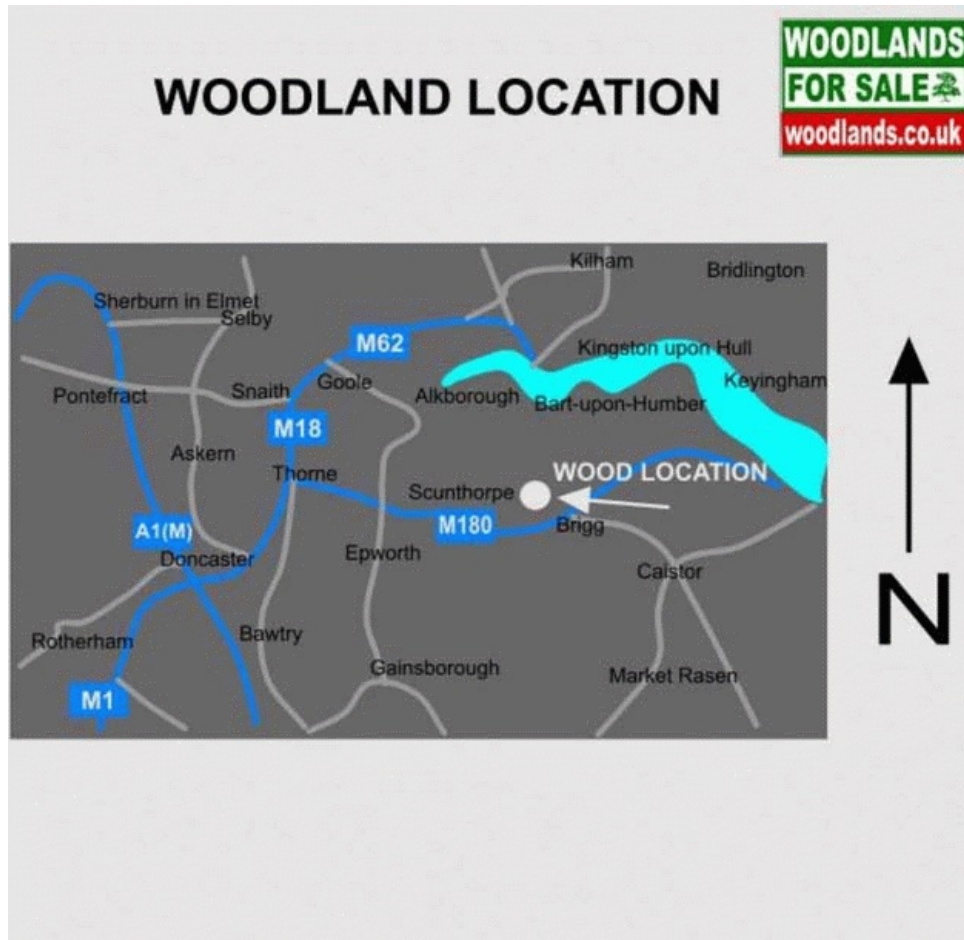 WOODLANDS
FOR SALE
woodlands.co.uk
WOODLAND LOCATION
Kilham
Bridlington
Sherburn in Elmet
Selby
M62
Kingston upon Hull
Goole
Keyingham
Pontefract
Snaith
Alkborough
Bart-upon-Humber
M18
Askern
Thorne
WOOD LOCATION
Scunthorpe
M180
Brigg
A1(M)
Doncaster
Epworth
Caistor
N
Rotherham
Bawtry
Gainsborough
Market Rasen
M1